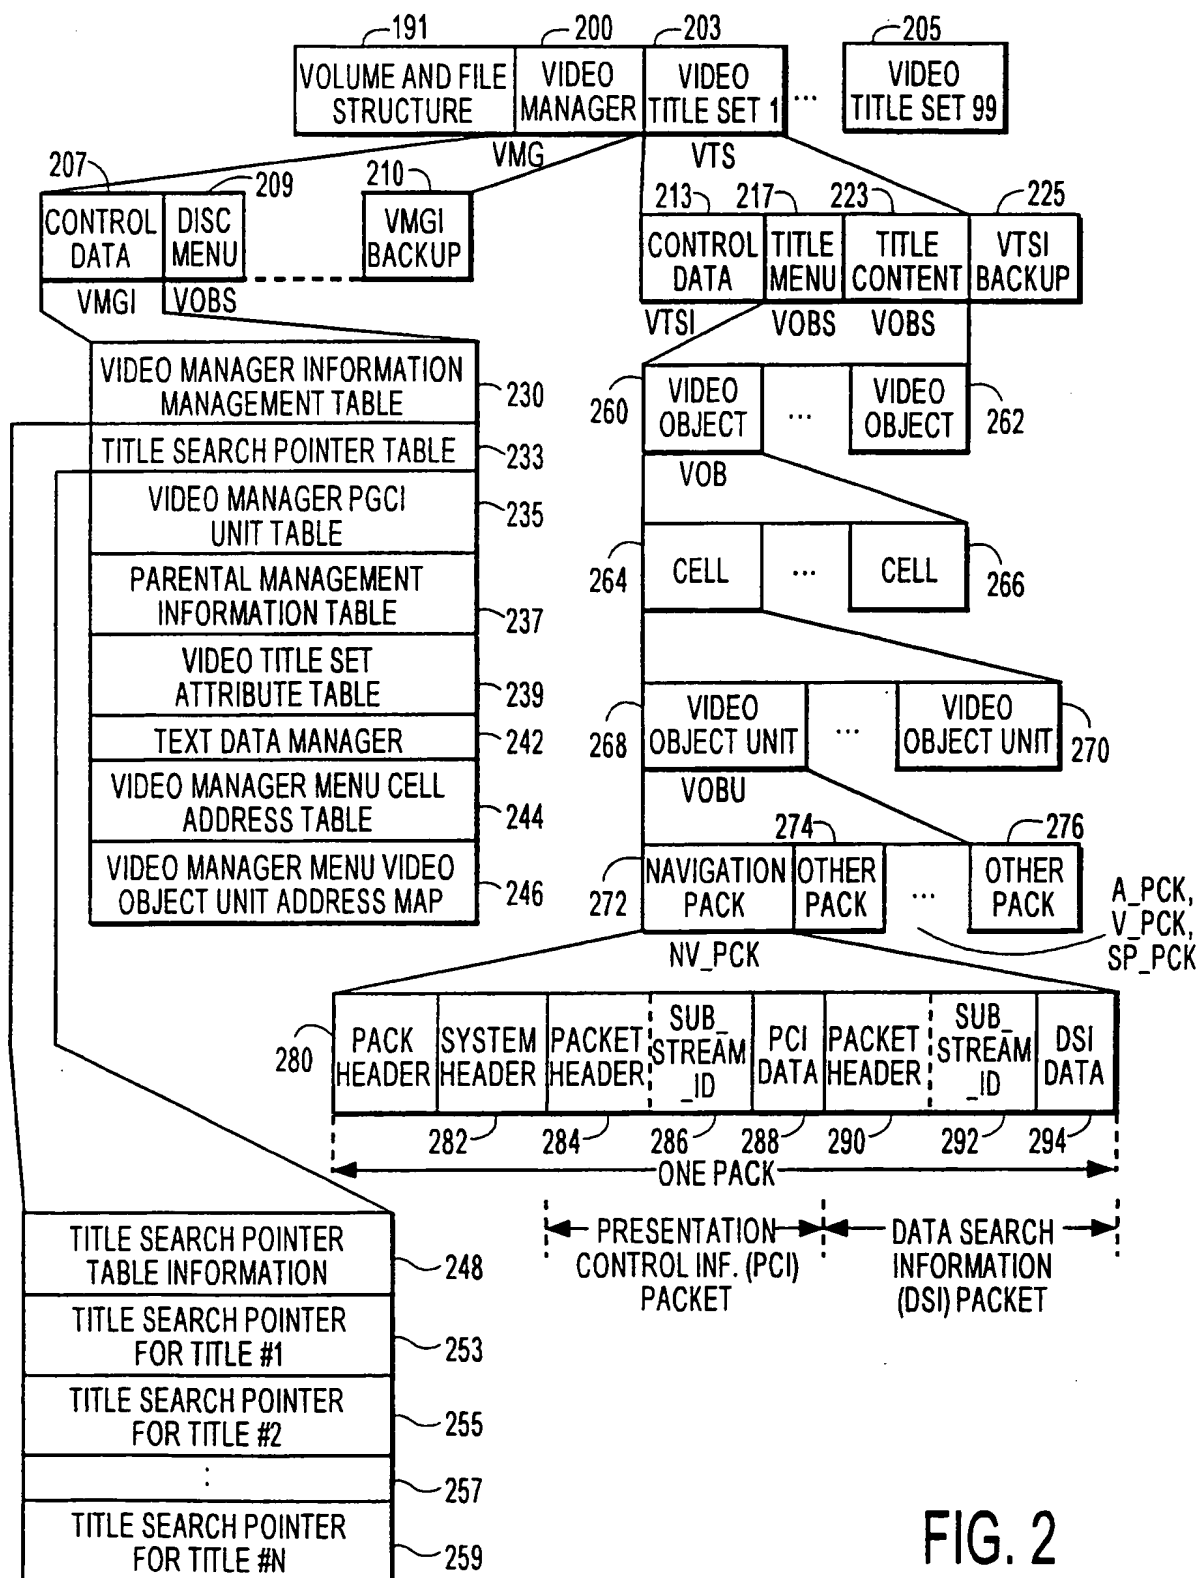 191
200
203
205
VOLUME AND FILE
STRUCTURE
VIDEO
MANAGER
VIDEO
TITLE SET 1
...
VIDEO
TITLE SET 99
VMG
VTS
207
209
210
213
217
223
225
CONTROL
DATA
DISC
MENU
VMGI
BACKUP
CONTROL
DATA
TITLE
MENU
TITLE
CONTENT
VTSI
BACKUP
VMGI
VOBS
VTSI
VOBS
VOBS
VIDEO MANAGER INFORMATION
MANAGEMENT TABLE
230
TITLE SEARCH POINTER TABLE
233
VIDEO MANAGER PGCI
UNIT TABLE
235
PARENTAL MANAGEMENT
INFORMATION TABLE
237
VIDEO TITLE SET
ATTRIBUTE TABLE
239
TEXT DATA MANAGER
242
VIDEO MANAGER MENU CELL
ADDRESS TABLE
244
VIDEO MANAGER MENU VIDEO
OBJECT UNIT ADDRESS MAP
246
260
VIDEO
OBJECT
...
VIDEO
OBJECT
262
VOB
264
CELL
...
CELL
266
268
VIDEO
OBJECT UNIT
...
VIDEO
OBJECT UNIT
270
VOBU
274
276
272
NAVIGATION
PACK
OTHER
PACK
...
OTHER
PACK
A_PCK,
V_PCK,
SP_PCK
NV_PCK
280
PACK
HEADER
SYSTEM
HEADER
PACKET
HEADER
SUB_
STREAM
_ID
PCI
DATA
PACKET
HEADER
SUB_
STREAM
_ID
DSI
DATA
282
284
286
288
290
292
294
ONE PACK
PRESENTATION
CONTROL INF. (PCI)
PACKET
DATA SEARCH
INFORMATION
(DSI) PACKET
TITLE SEARCH POINTER
TABLE INFORMATION
248
TITLE SEARCH POINTER
FOR TITLE #1
253
TITLE SEARCH POINTER
FOR TITLE #2
255
:
257
TITLE SEARCH POINTER
FOR TITLE #N
259
FIG. 2